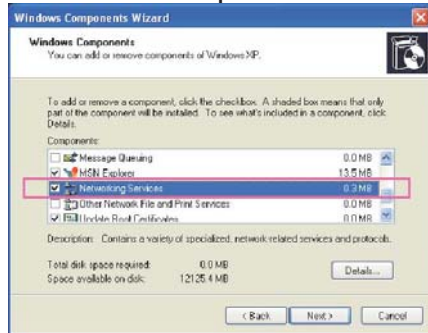 Windows Components Wizard
Windows Components
You can add or remove components of Windows XP.
To add or remove a component, click the checkbox. A shaded box means that only
part of the component will be installed. To see what's included in a component, click
Details.
Components:
Message Queuing 0.0 MB
MSN Explorer 13.5 MB
Networking Services 0.3 MB
Other Network File and Print Services 0.0 MB
Update Root Certificates 0.0 MB
Description: Contains a variety of specialized, network-related services and protocols.
Total disk space required: 0.0 MB
Space available on disk: 12125.4 MB
Details...
< Back Next > Cancel